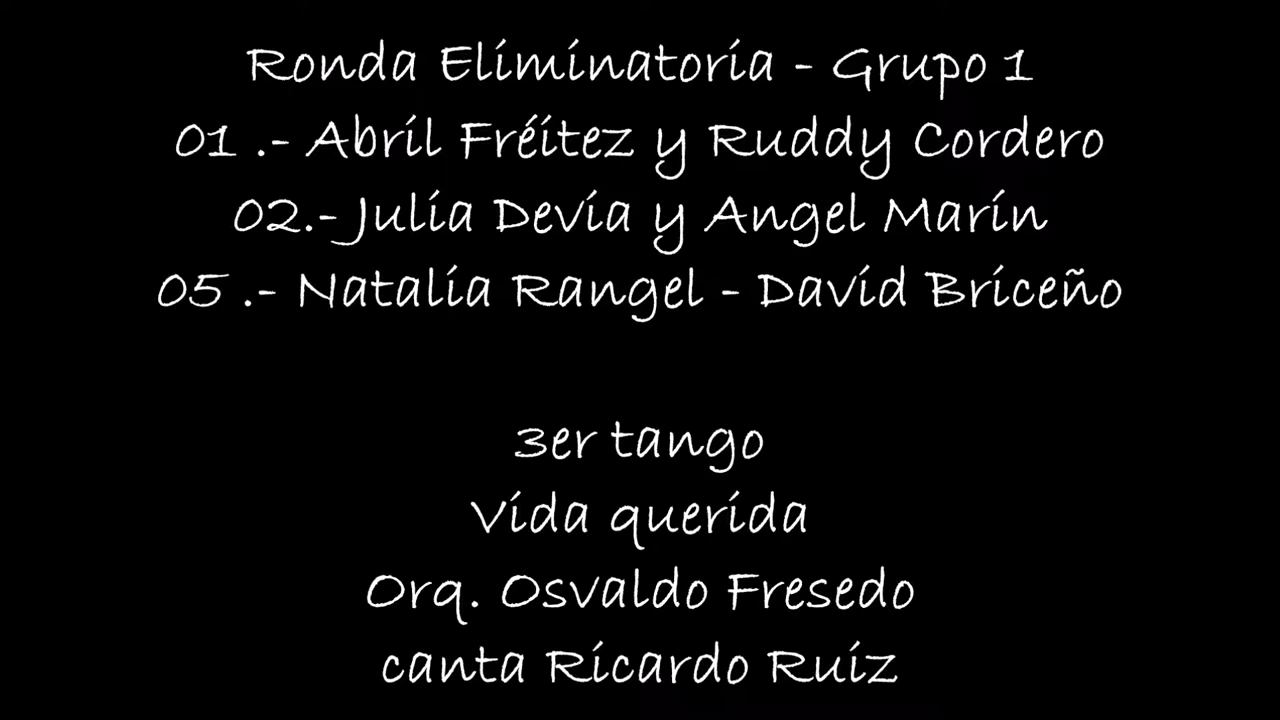 Ronda Eliminatoria - Grupo 1
01 .- Abril Fréitez y Ruddy Cordero
02.- Julia Devia y Angel Marin
05 .- Natalia Rangel - David Briceño
3er tango
Vida querida
Orq. Osvaldo Fresedo
canta Ricardo Ruiz